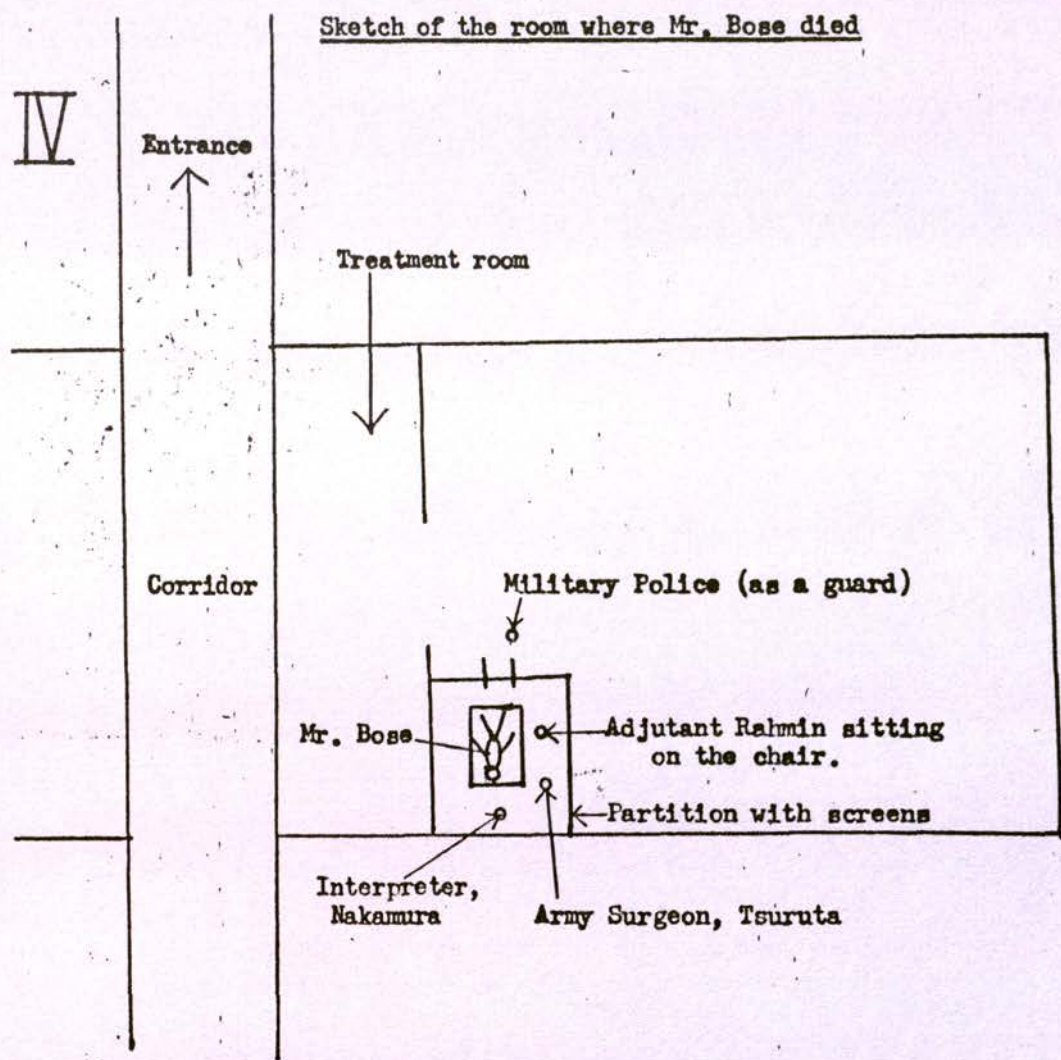 Sketch of the room where Mr. Bose died
IV
Entrance
Treatment room
Corridor
Military Police (as a guard)
Mr. Bose
Adjutant Rahmin sitting
on the chair.
Partition with screens
Interpreter,
Nakamura
Army Surgeon, Tsuruta